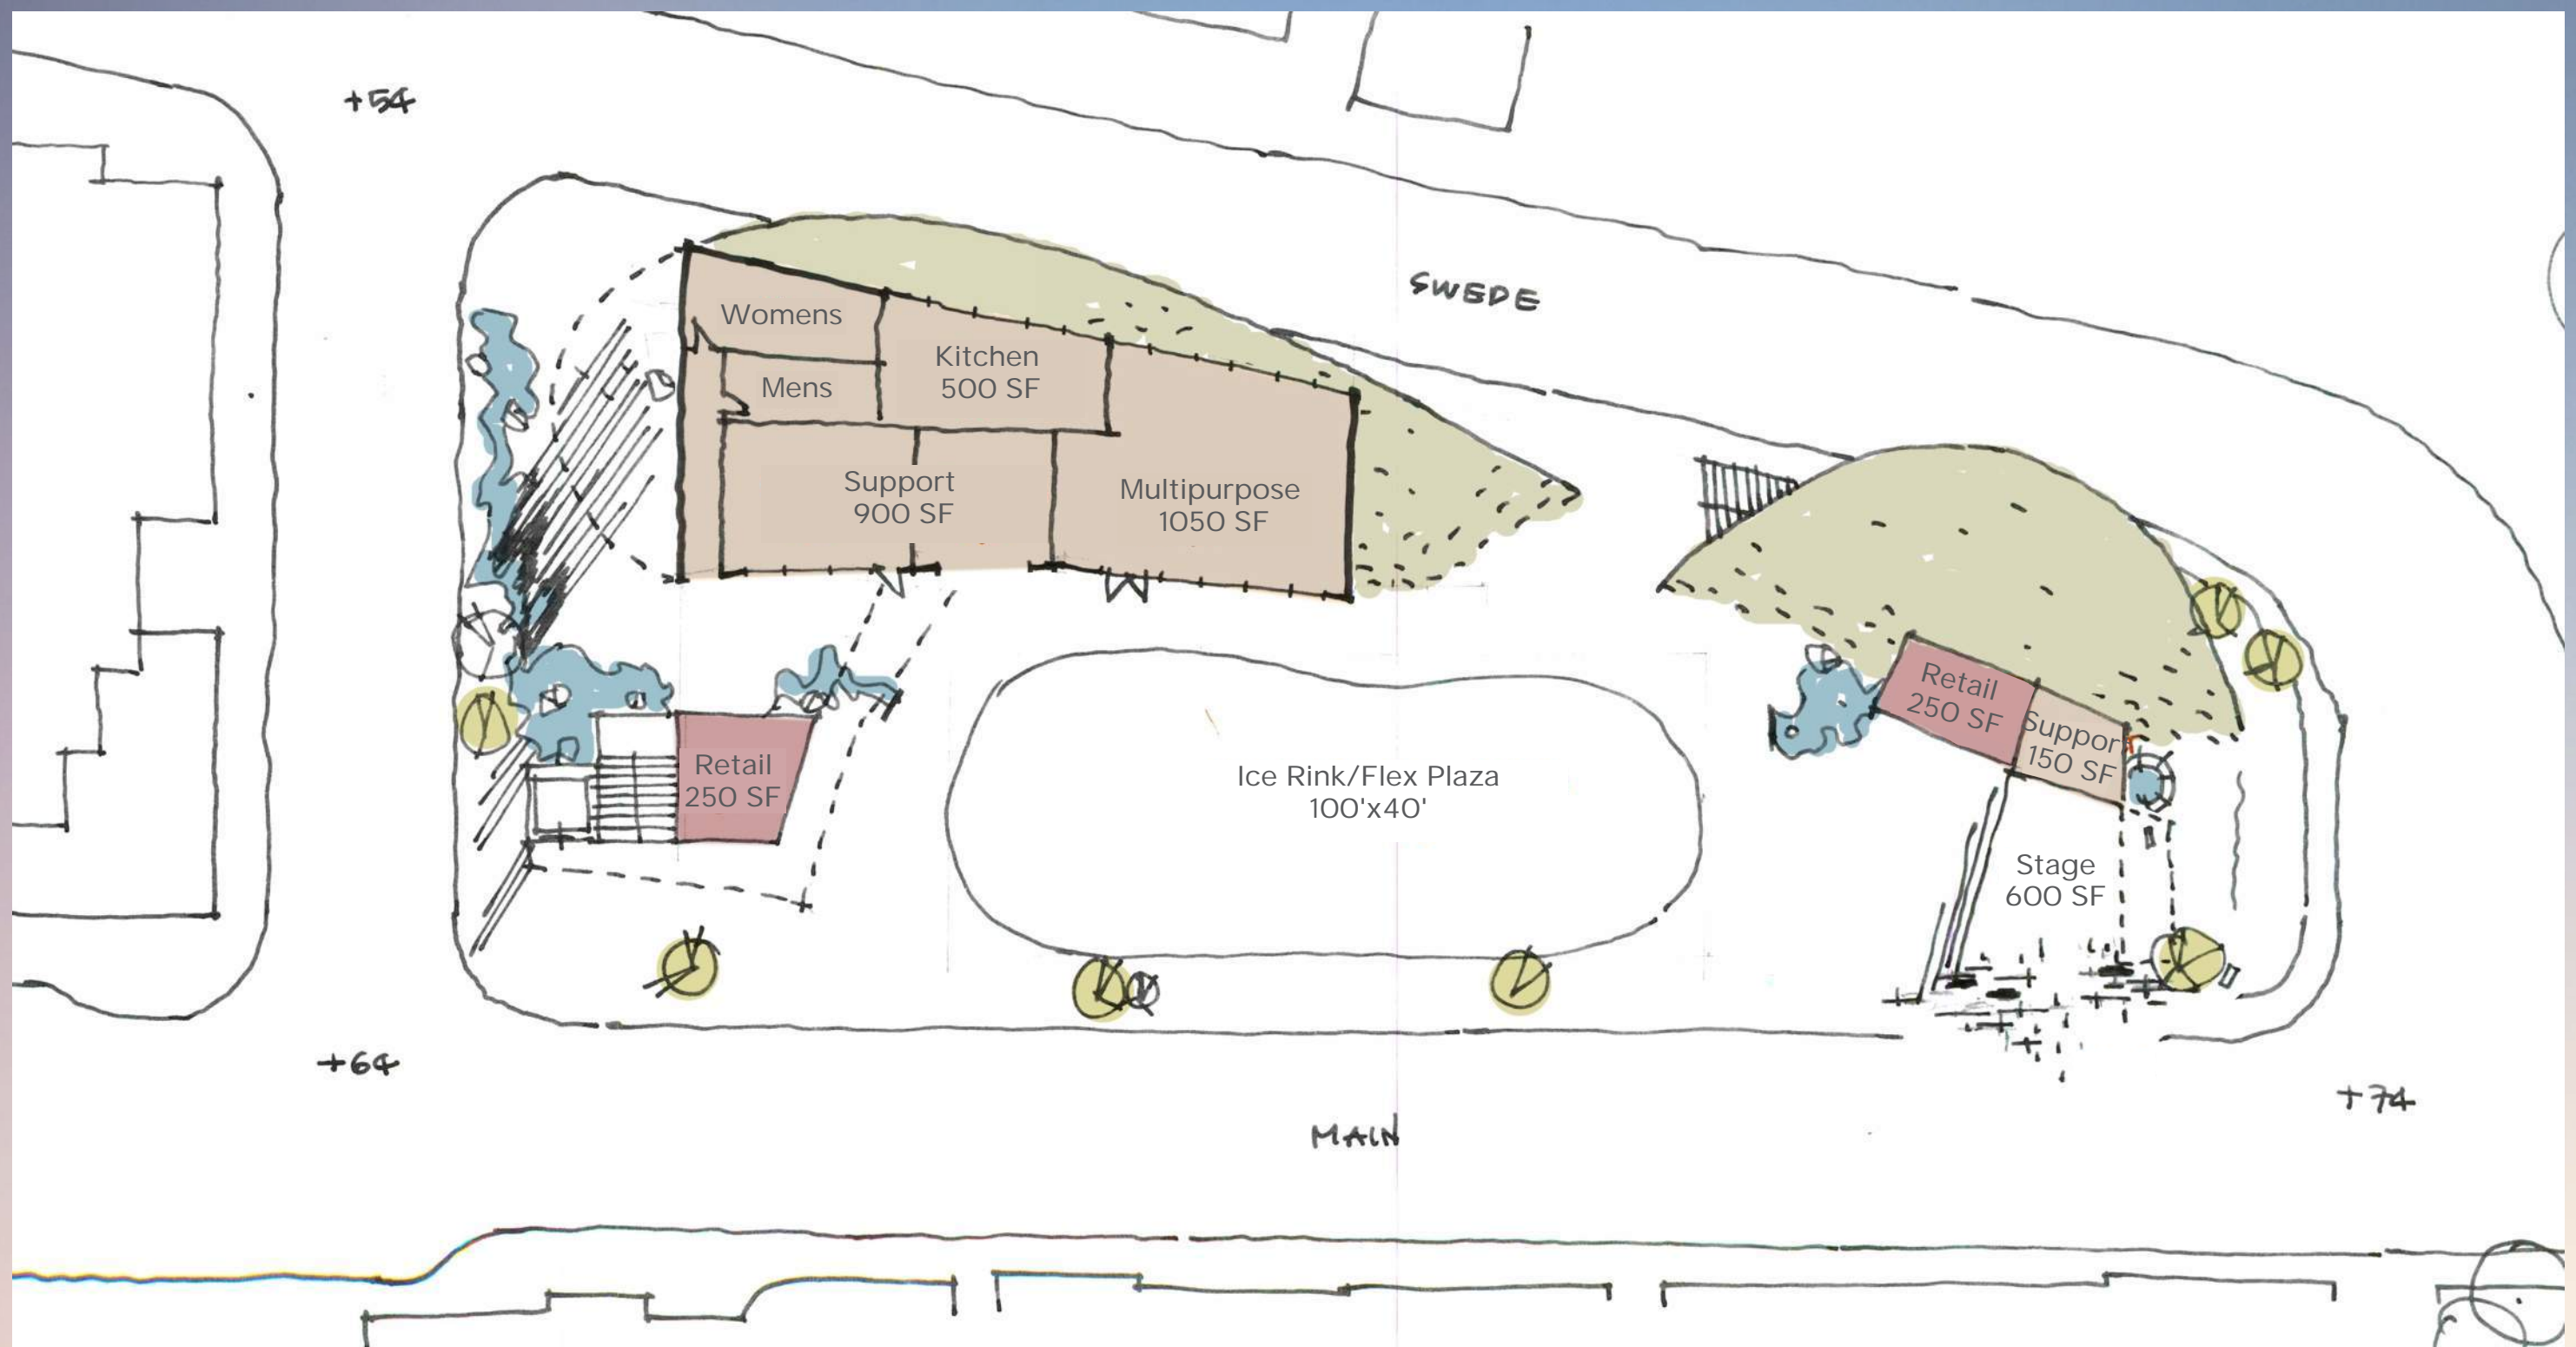 +54
SWEDE
Womens
Kitchen
500 SF
Mens
Support
900 SF
Multipurpose
1050 SF
Retail
250 SF
Suppor
150 SF
Retail
250 SF
Ice Rink/Flex Plaza
100'x40'
Stage
600 SF
+64
+74
MAIN